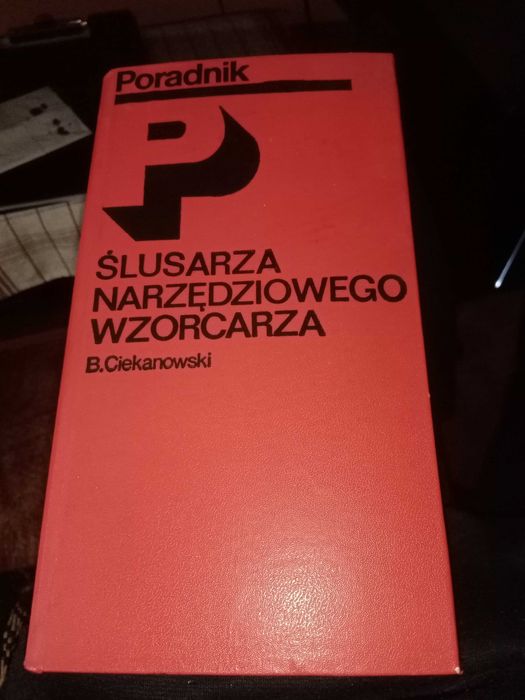 Poradnik
P
ŚLUSARZA
NARZĘDZIOWEGO
WZORCARZA
B.Ciekanowski